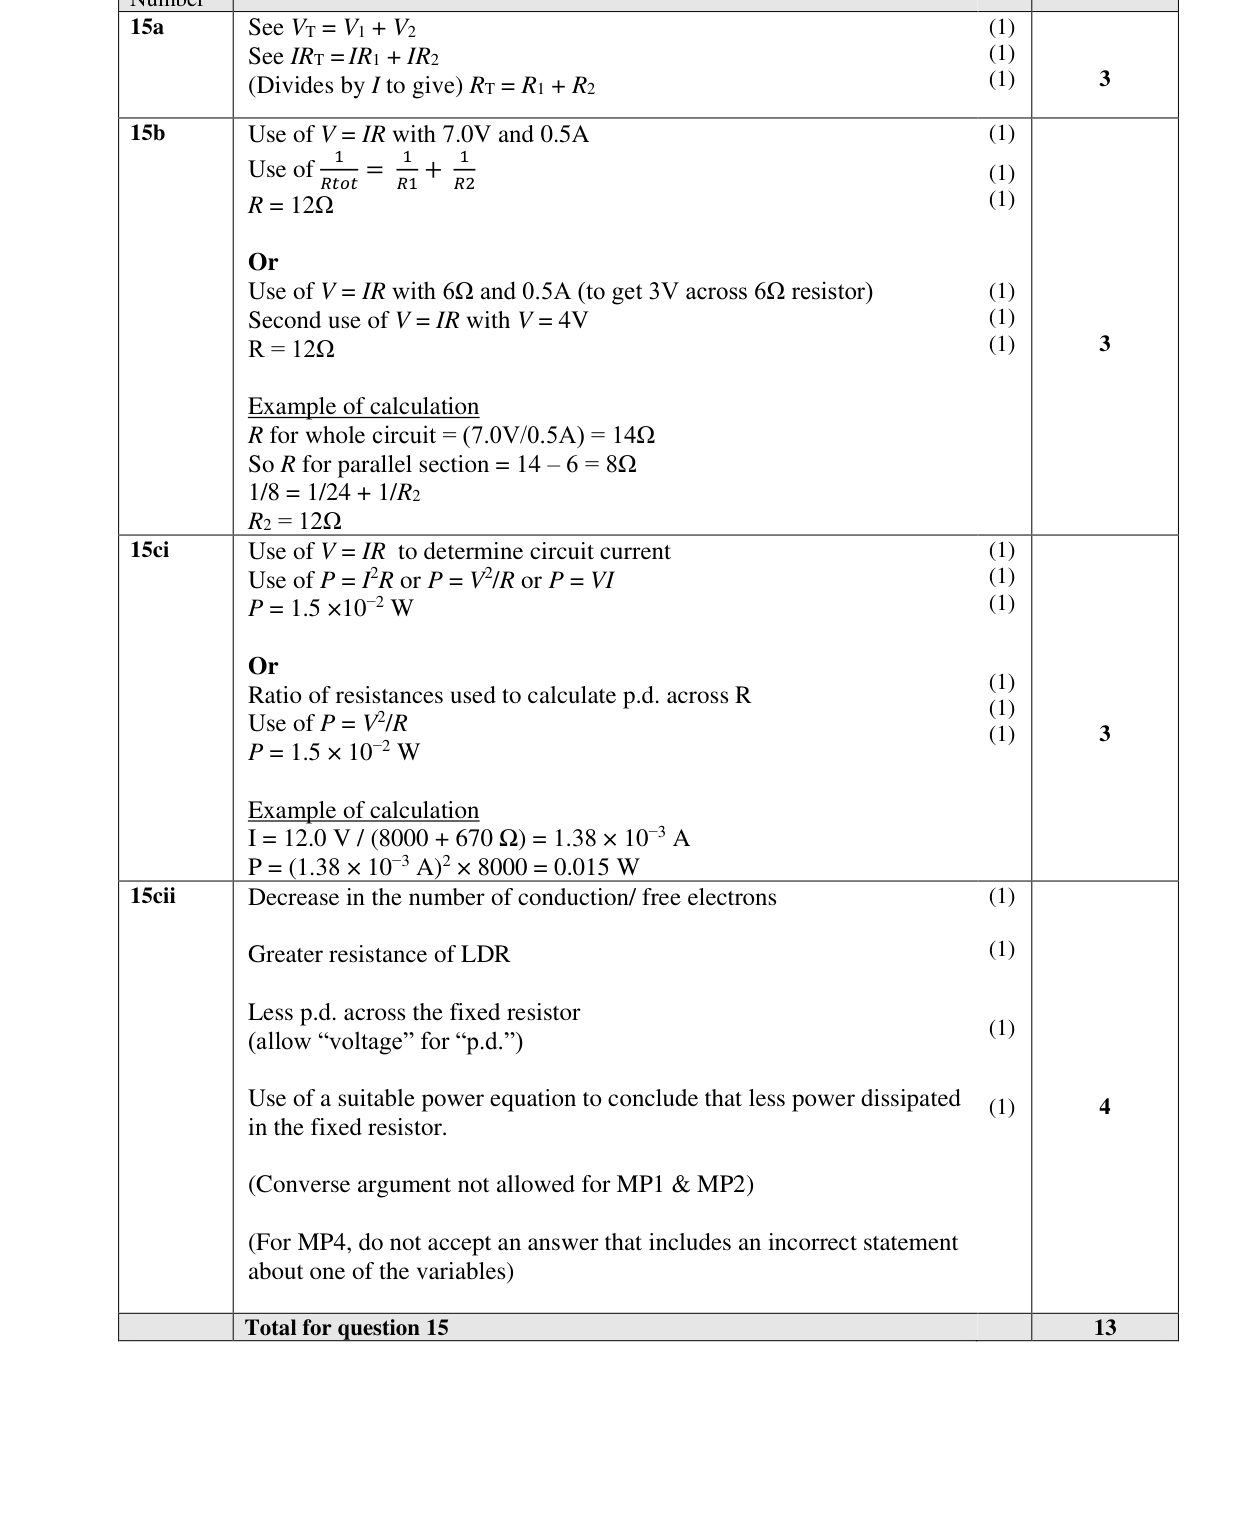 Number
15a
See VT = V1 + V2 (1)
See IRT = IR1 + IR2 (1)
(Divides by I to give) RT = R1 + R2 (1)
3
15b
Use of V = IR with 7.0V and 0.5A (1)
Use of 1/Rtot = 1/R1 + 1/R2 (1)
R = 12Ω (1)
Or
Use of V = IR with 6Ω and 0.5A (to get 3V across 6Ω resistor) (1)
Second use of V = IR with V = 4V (1)
R = 12Ω (1)
3
Example of calculation
R for whole circuit = (7.0V/0.5A) = 14Ω
So R for parallel section = 14 – 6 = 8Ω
1/8 = 1/24 + 1/R2
R2 = 12Ω
15ci
Use of V = IR to determine circuit current (1)
Use of P = I²R or P = V²/R or P = VI (1)
P = 1.5 ×10⁻² W (1)
Or
Ratio of resistances used to calculate p.d. across R (1)
Use of P = V²/R (1)
P = 1.5 × 10⁻² W (1)
3
Example of calculation
I = 12.0 V / (8000 + 670 Ω) = 1.38 × 10⁻³ A
P = (1.38 × 10⁻³ A)² × 8000 = 0.015 W
15cii
Decrease in the number of conduction/ free electrons (1)
Greater resistance of LDR (1)
Less p.d. across the fixed resistor
(allow “voltage” for “p.d.”) (1)
Use of a suitable power equation to conclude that less power dissipated (1)
in the fixed resistor.
4
(Converse argument not allowed for MP1 & MP2)
(For MP4, do not accept an answer that includes an incorrect statement
about one of the variables)
Total for question 15 13